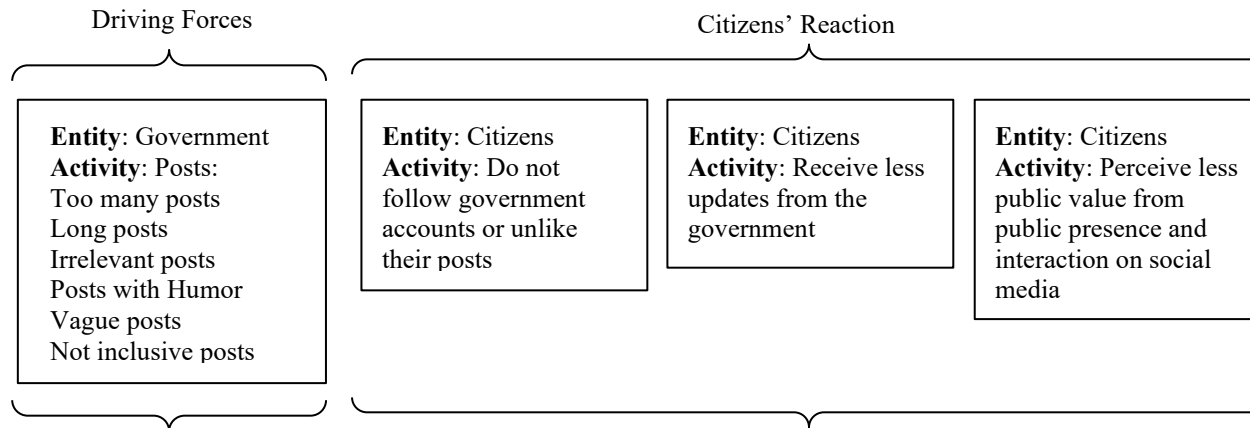 Driving Forces
Citizens’ Reaction
Entity: Government
Activity: Posts:
Too many posts
Long posts
Irrelevant posts
Posts with Humor
Vague posts
Not inclusive posts
Entity: Citizens
Activity: Do not
follow government
accounts or unlike
their posts
Entity: Citizens
Activity: Receive less
updates from the
government
Entity: Citizens
Activity: Perceive less
public value from
public presence and
interaction on social
media